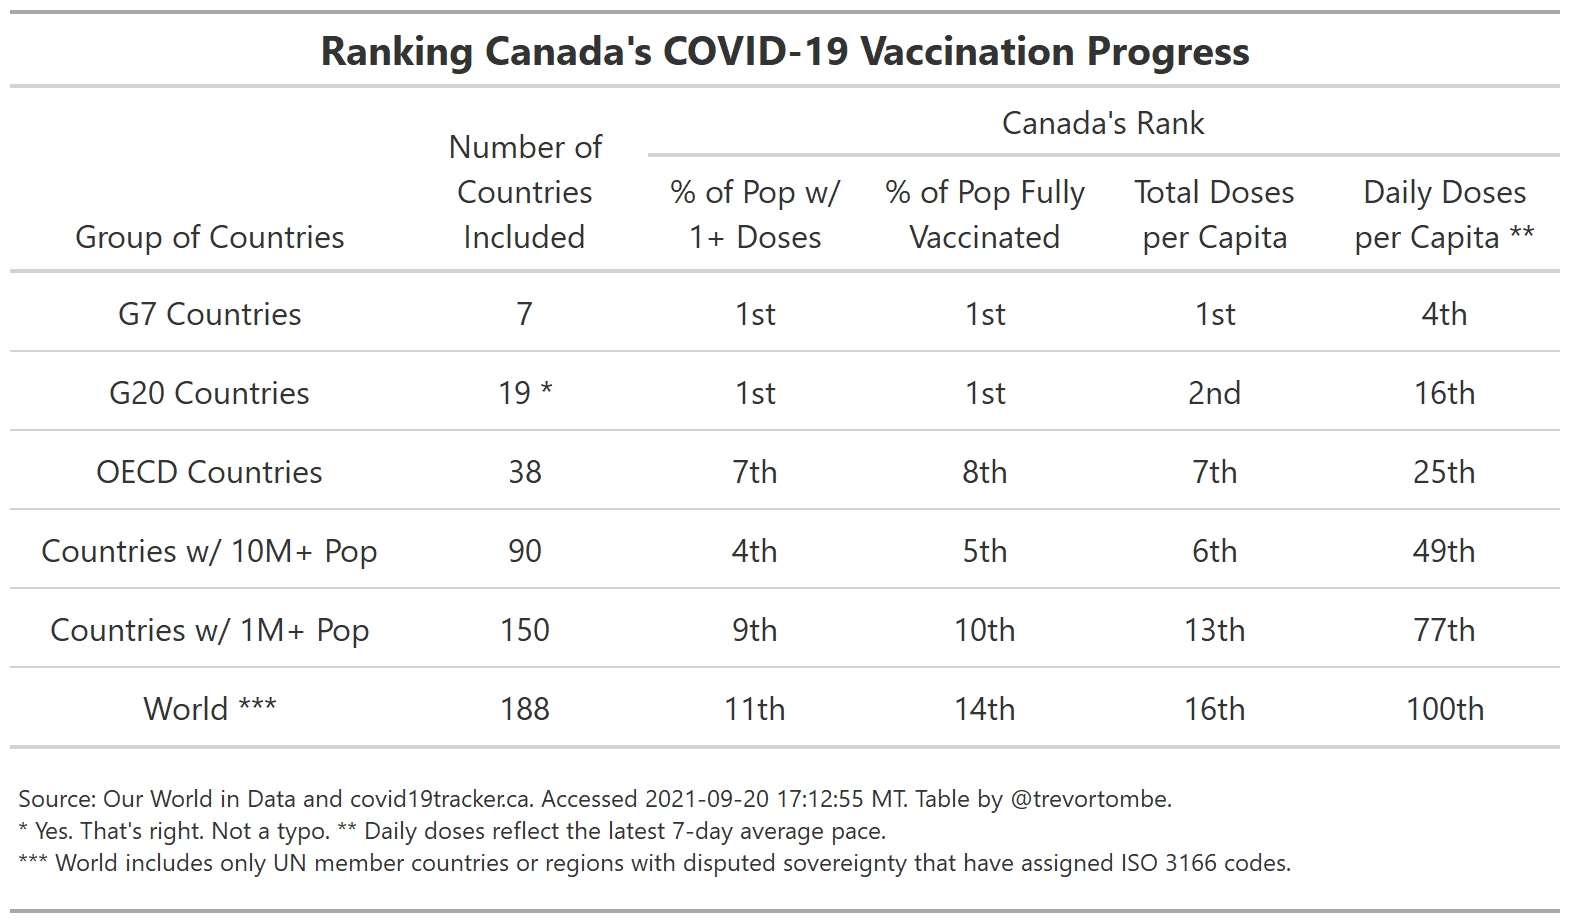 Ranking Canada's COVID-19 Vaccination Progress
Canada's Rank
Number of
Countries
% of Pop w/ % of Pop Fully Total Doses Daily Doses
Group of Countries Included 1+ Doses Vaccinated per Capita per Capita **
G7 Countries 7 1st 1st 1st 4th
G20 Countries 19 * 1st 1st 2nd 16th
OECD Countries 38 7th 8th 7th 25th
Countries w/ 10M+ Pop 90 4th 5th 6th 49th
Countries w/ 1M+ Pop 150 9th 10th 13th 77th
World *** 188 11th 14th 16th 100th
Source: Our World in Data and covid19tracker.ca. Accessed 2021-09-20 17:12:55 MT. Table by @trevortombe.
* Yes. That's right. Not a typo. ** Daily doses reflect the latest 7-day average pace.
*** World includes only UN member countries or regions with disputed sovereignty that have assigned ISO 3166 codes.